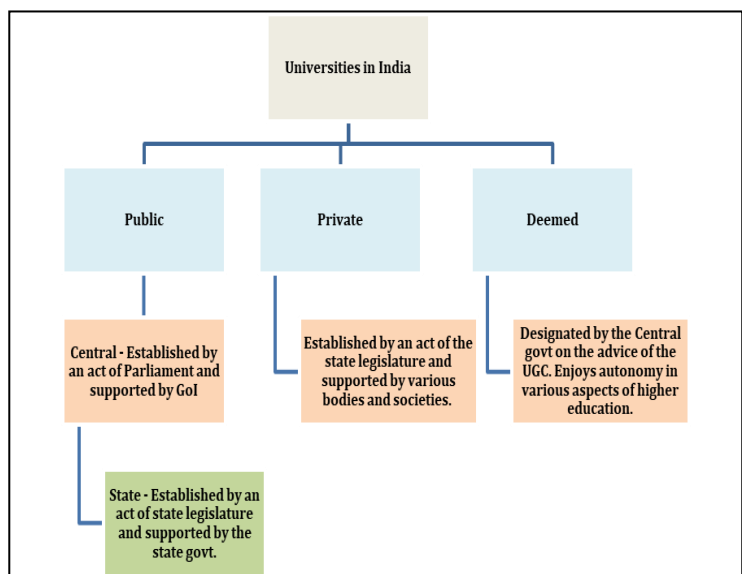 Universities in India
Public
Private
Deemed
Central - Established by
an act of Parliament and
supported by GoI
Established by an act of the
state legislature and
supported by various
bodies and societies.
Designated by the Central
govt on the advice of the
UGC. Enjoys autonomy in
various aspects of higher
education.
State - Established by an
act of state legislature
and supported by the
state govt.